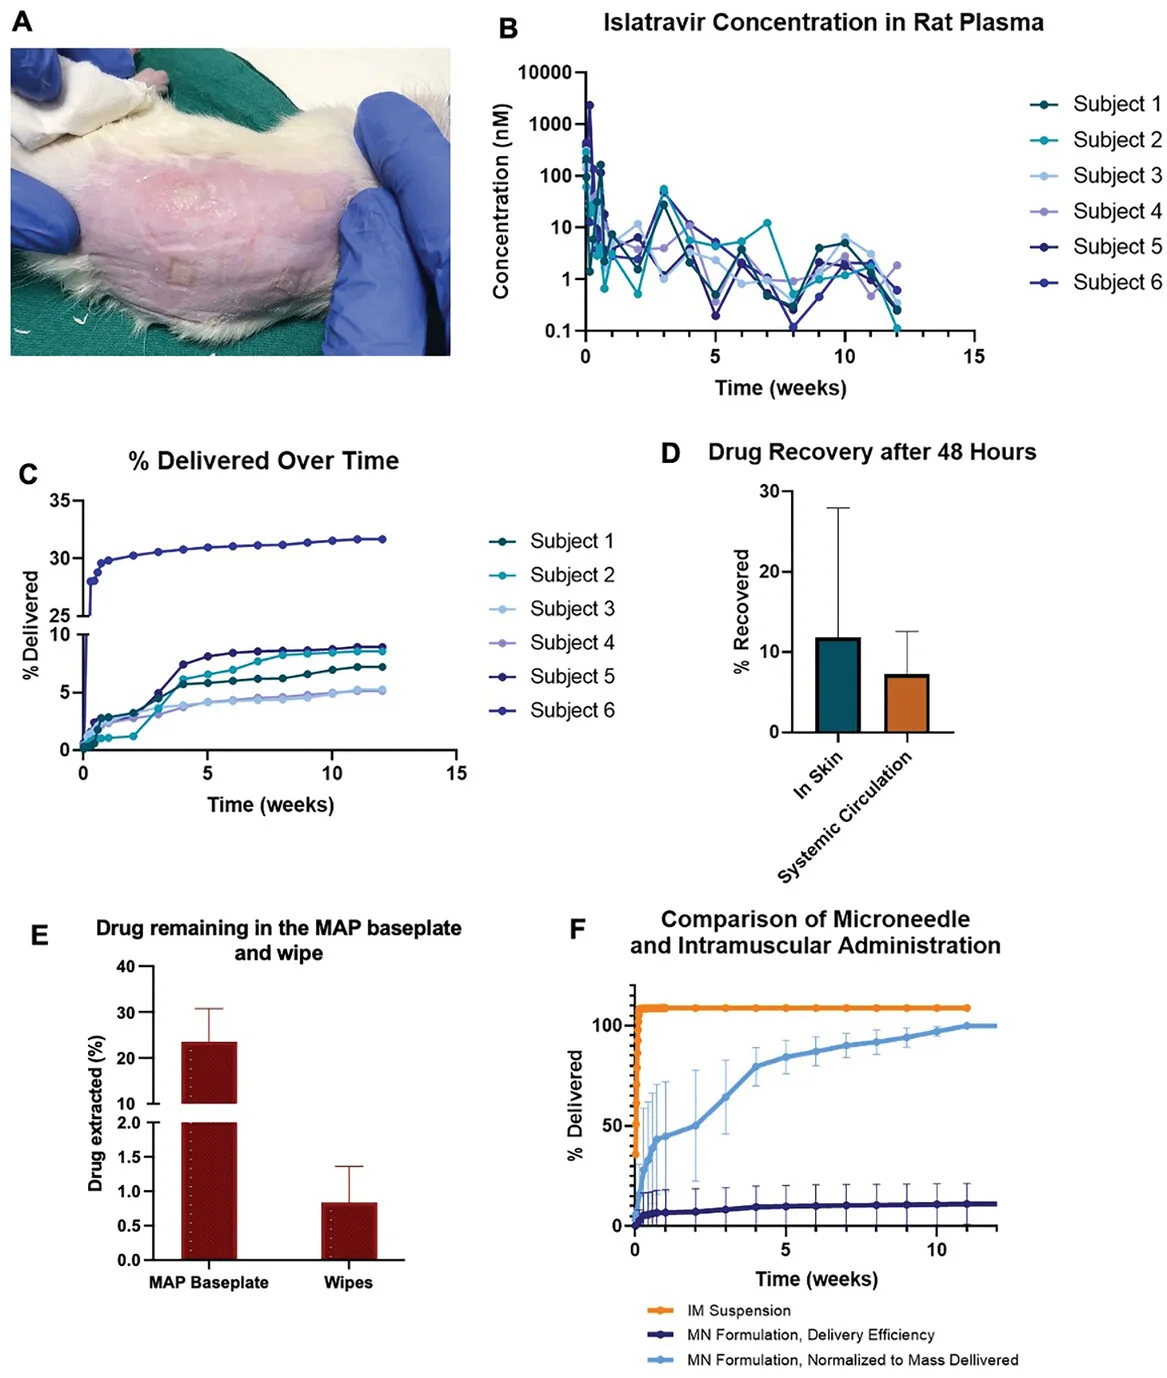 A
B
Islatravir Concentration in Rat Plasma
Concentration (nM)
10000
1000
100
10
1
0.1
0
5
10
15
Time (weeks)
Subject 1
Subject 2
Subject 3
Subject 4
Subject 5
Subject 6
C
% Delivered Over Time
% Delivered
35
30
25
10
5
0
0
5
10
15
Time (weeks)
Subject 1
Subject 2
Subject 3
Subject 4
Subject 5
Subject 6
D
Drug Recovery after 48 Hours
% Recovered
30
20
10
0
In Skin
Systemic Circulation
E
Drug remaining in the MAP baseplate
and wipe
Drug extracted (%)
40
30
20
10
2.0
1.5
1.0
0.5
0.0
MAP Baseplate
Wipes
F
Comparison of Microneedle
and Intramuscular Administration
% Delivered
100
50
0
0
5
10
Time (weeks)
IM Suspension
MN Formulation, Delivery Efficiency
MN Formulation, Normalized to Mass Dellivered